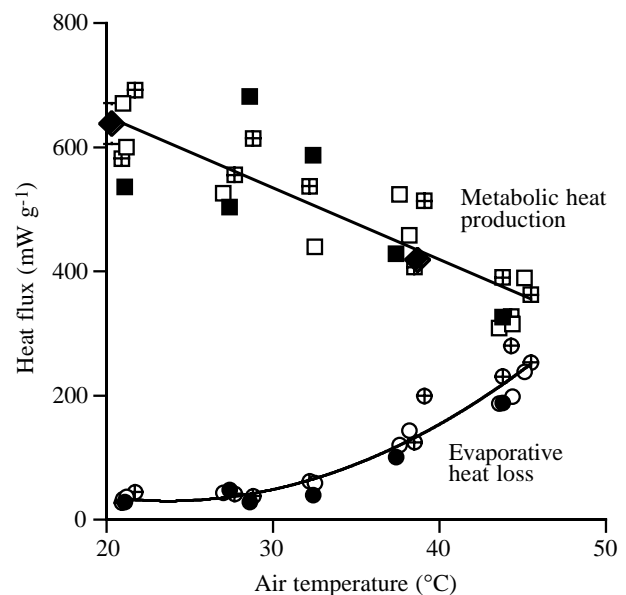 800
600
400
200
0
Heat flux (mW g-1)
Metabolic heat
production
Evaporative
heat loss
20
30
40
50
Air temperature (°C)